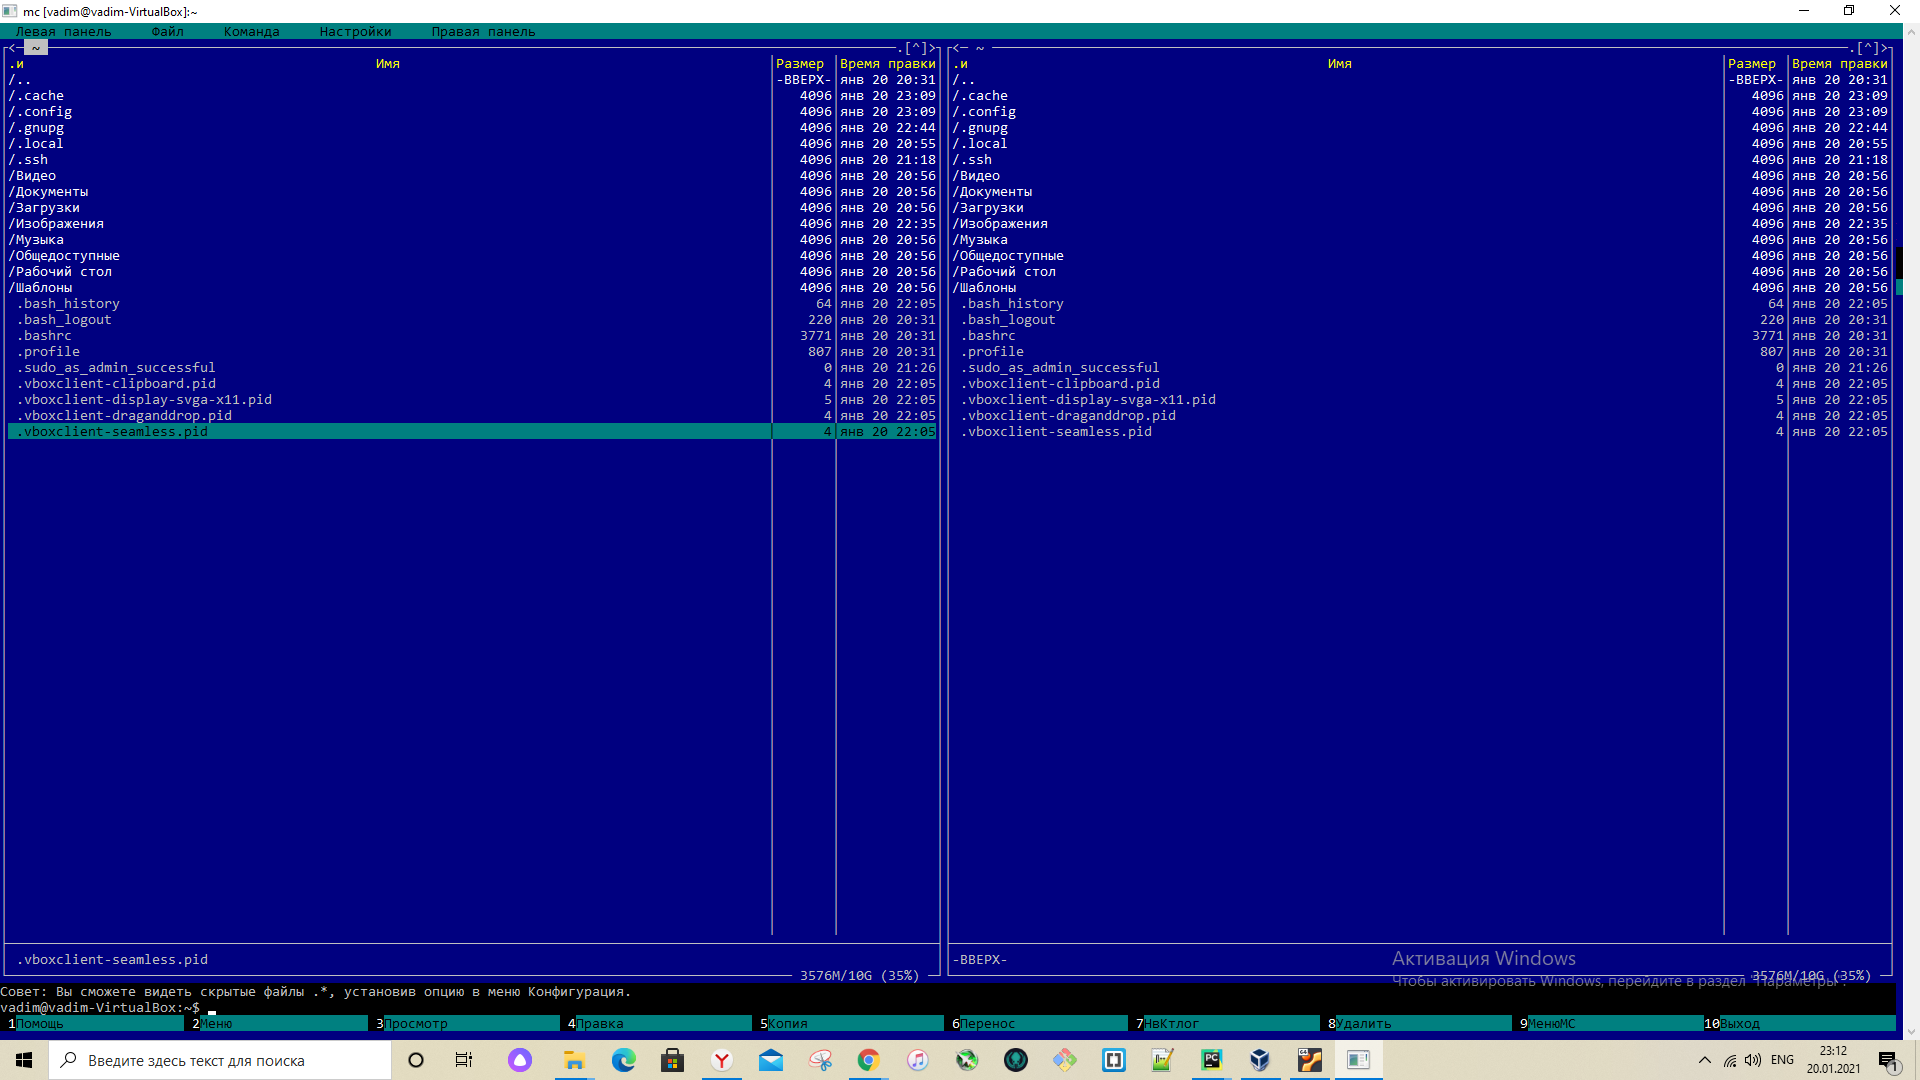 mc [vadim@vadim-VirtualBox]:~
Левая панель Файл Команда Настройки Правая панель
<─ ~ .[^]> <─ ~ .[^]>
.и Имя Размер Время правки .и Имя Размер Время правки
/.. -ВВЕРХ- янв 20 20:31 /.. -ВВЕРХ- янв 20 20:31
/.cache 4096 янв 20 23:09 /.cache 4096 янв 20 23:09
/.config 4096 янв 20 23:09 /.config 4096 янв 20 23:09
/.gnupg 4096 янв 20 22:44 /.gnupg 4096 янв 20 22:44
/.local 4096 янв 20 20:55 /.local 4096 янв 20 20:55
/.ssh 4096 янв 20 21:18 /.ssh 4096 янв 20 21:18
/Видео 4096 янв 20 20:56 /Видео 4096 янв 20 20:56
/Документы 4096 янв 20 20:56 /Документы 4096 янв 20 20:56
/Загрузки 4096 янв 20 20:56 /Загрузки 4096 янв 20 20:56
/Изображения 4096 янв 20 22:35 /Изображения 4096 янв 20 22:35
/Музыка 4096 янв 20 20:56 /Музыка 4096 янв 20 20:56
/Общедоступные 4096 янв 20 20:56 /Общедоступные 4096 янв 20 20:56
/Рабочий стол 4096 янв 20 20:56 /Рабочий стол 4096 янв 20 20:56
/Шаблоны 4096 янв 20 20:56 /Шаблоны 4096 янв 20 20:56
.bash_history 64 янв 20 22:05 .bash_history 64 янв 20 22:05
.bash_logout 220 янв 20 20:31 .bash_logout 220 янв 20 20:31
.bashrc 3771 янв 20 20:31 .bashrc 3771 янв 20 20:31
.profile 807 янв 20 20:31 .profile 807 янв 20 20:31
.sudo_as_admin_successful 0 янв 20 21:26 .sudo_as_admin_successful 0 янв 20 21:26
.vboxclient-clipboard.pid 4 янв 20 22:05 .vboxclient-clipboard.pid 4 янв 20 22:05
.vboxclient-display-svga-x11.pid 5 янв 20 22:05 .vboxclient-display-svga-x11.pid 5 янв 20 22:05
.vboxclient-draganddrop.pid 4 янв 20 22:05 .vboxclient-draganddrop.pid 4 янв 20 22:05
.vboxclient-seamless.pid 4 янв 20 22:05 .vboxclient-seamless.pid 4 янв 20 22:05
.vboxclient-seamless.pid -ВВЕРХ- Активация Windows
3576M/10G (35%) 3576M/10G (35%)
Чтобы активировать Windows, перейдите в раздел "Параметры".
Совет: Вы сможете видеть скрытые файлы .*, установив опцию в меню Конфигурация.
vadim@vadim-VirtualBox:~$
1Помощь 2Меню 3Просмотр 4Правка 5Копия 6Перенос 7НвКтлог 8Удалить 9МенюMC 10Выход
Введите здесь текст для поиска ENG 23:12
20.01.2021 1